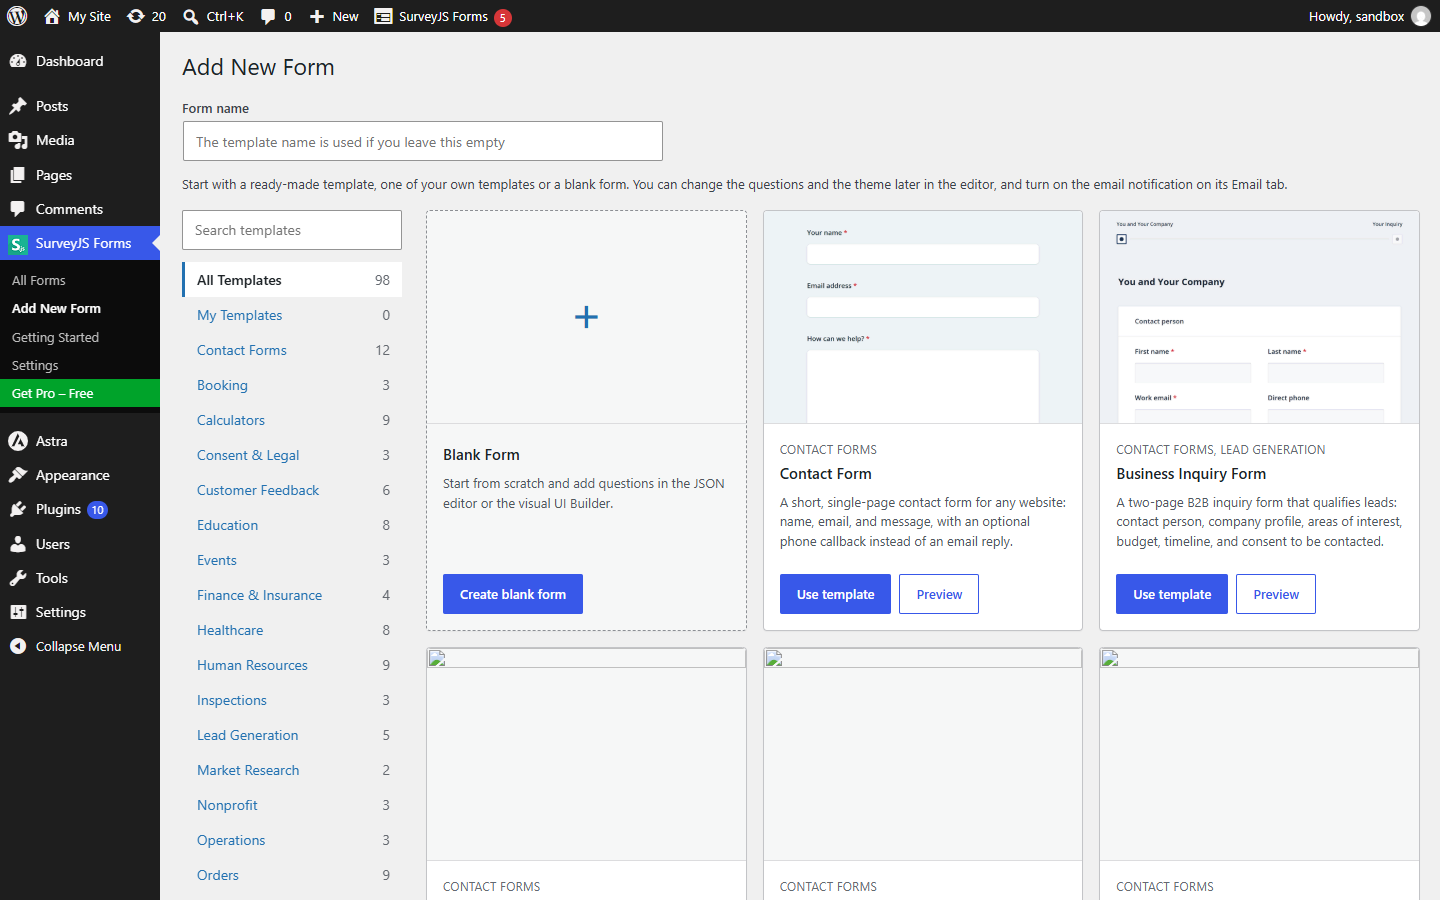 My Site
20
Ctrl+K
0
New
SurveyJS Forms 5
Howdy, sandbox
Dashboard
Posts
Media
Pages
Comments
SurveyJS Forms
All Forms
Add New Form
Getting Started
Settings
Get Pro – Free
Astra
Appearance
Plugins 10
Users
Tools
Settings
Collapse Menu
Add New Form
Form name
The template name is used if you leave this empty
Start with a ready-made template, one of your own templates or a blank form. You can change the questions and the theme later in the editor, and turn on the email notification on its Email tab.
Search templates
All Templates 98
My Templates 0
Contact Forms 12
Booking 3
Calculators 9
Consent & Legal 3
Customer Feedback 6
Education 8
Events 3
Finance & Insurance 4
Healthcare 8
Human Resources 9
Inspections 3
Lead Generation 5
Market Research 2
Nonprofit 3
Operations 3
Orders 9
Blank Form
Start from scratch and add questions in the JSON
editor or the visual UI Builder.
Create blank form
Your name *
Email address *
How can we help? *
CONTACT FORMS
Contact Form
A short, single-page contact form for any website:
name, email, and message, with an optional
phone callback instead of an email reply.
Use template
Preview
You and Your Company
Your Inquiry
You and Your Company
Contact person
First name *
Last name *
Work email *
Direct phone
CONTACT FORMS, LEAD GENERATION
Business Inquiry Form
A two-page B2B inquiry form that qualifies leads:
contact person, company profile, areas of interest,
budget, timeline, and consent to be contacted.
Use template
Preview
CONTACT FORMS
CONTACT FORMS
CONTACT FORMS